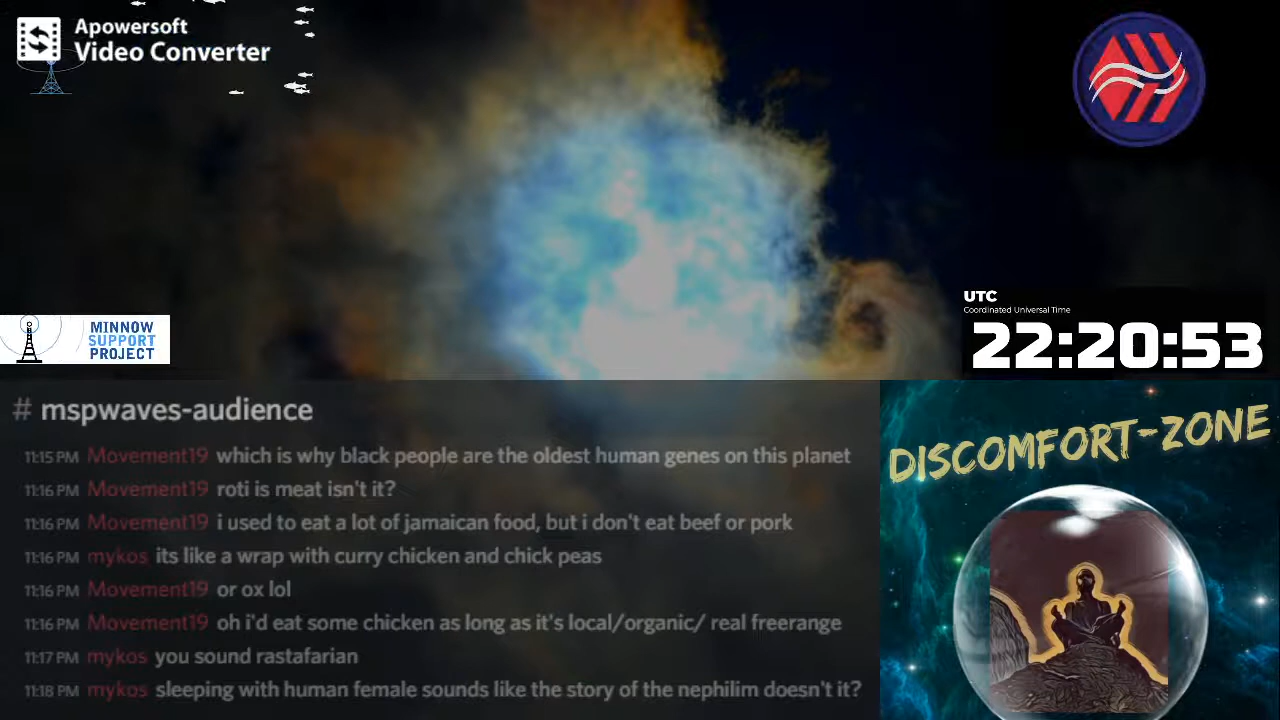 Apowersoft
Video Converter
MINNOW
SUPPORT
PROJECT
UTC
Coordinated Universal Time
22:20:53
# mspwaves-audience
11:15 PM Movement19 which is why black people are the oldest human genes on this planet
11:16 PM Movement19 roti is meat isn't it?
11:16 PM Movement19 i used to eat a lot of jamaican food, but i don't eat beef or pork
11:16 PM mykos its like a wrap with curry chicken and chick peas
11:16 PM Movement19 or ox lol
11:16 PM Movement19 oh i'd eat some chicken as long as it's local/organic/ real freerange
11:17 PM mykos you sound rastafarian
11:18 PM mykos sleeping with human female sounds like the story of the nephilim doesn't it?
DISCOMFORT-ZONE